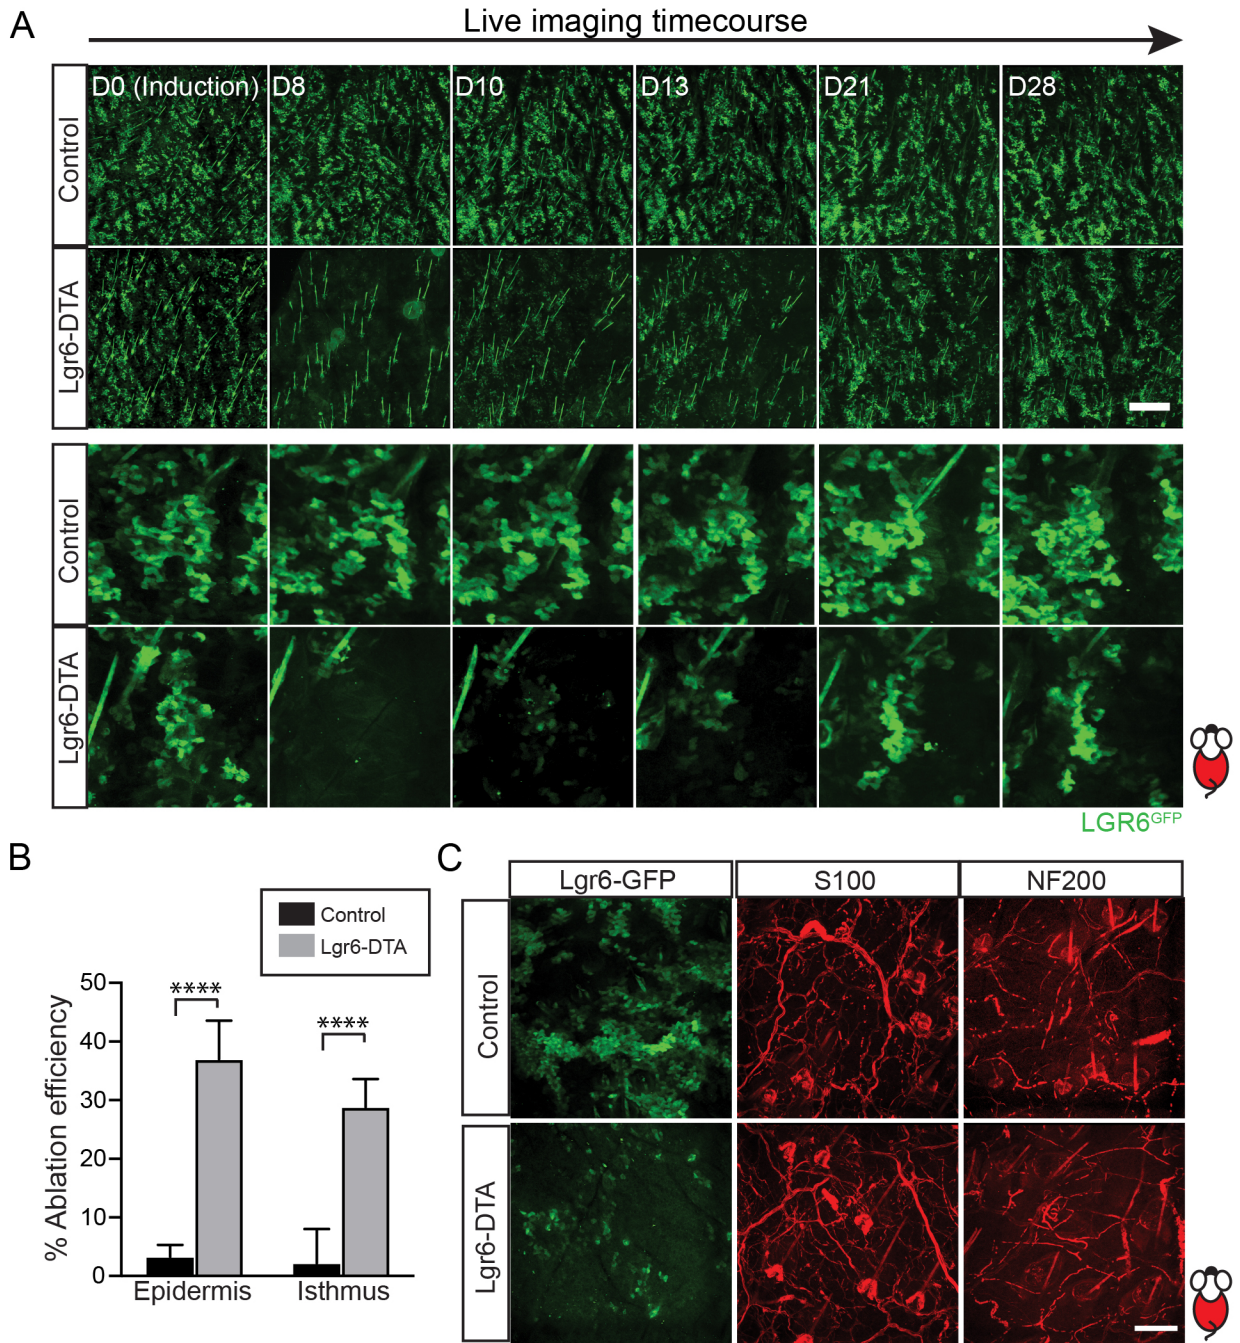 A
Live imaging timecourse
D0 (Induction) D8 D10 D13 D21 D28
Control
Lgr6-DTA
Control
Lgr6-DTA
LGR6GFP
B
Control
Lgr6-DTA
% Ablation efficiency
50
40
30
20
10
0
****
****
Epidermis Isthmus
C
Lgr6-GFP S100 NF200
Control
Lgr6-DTA